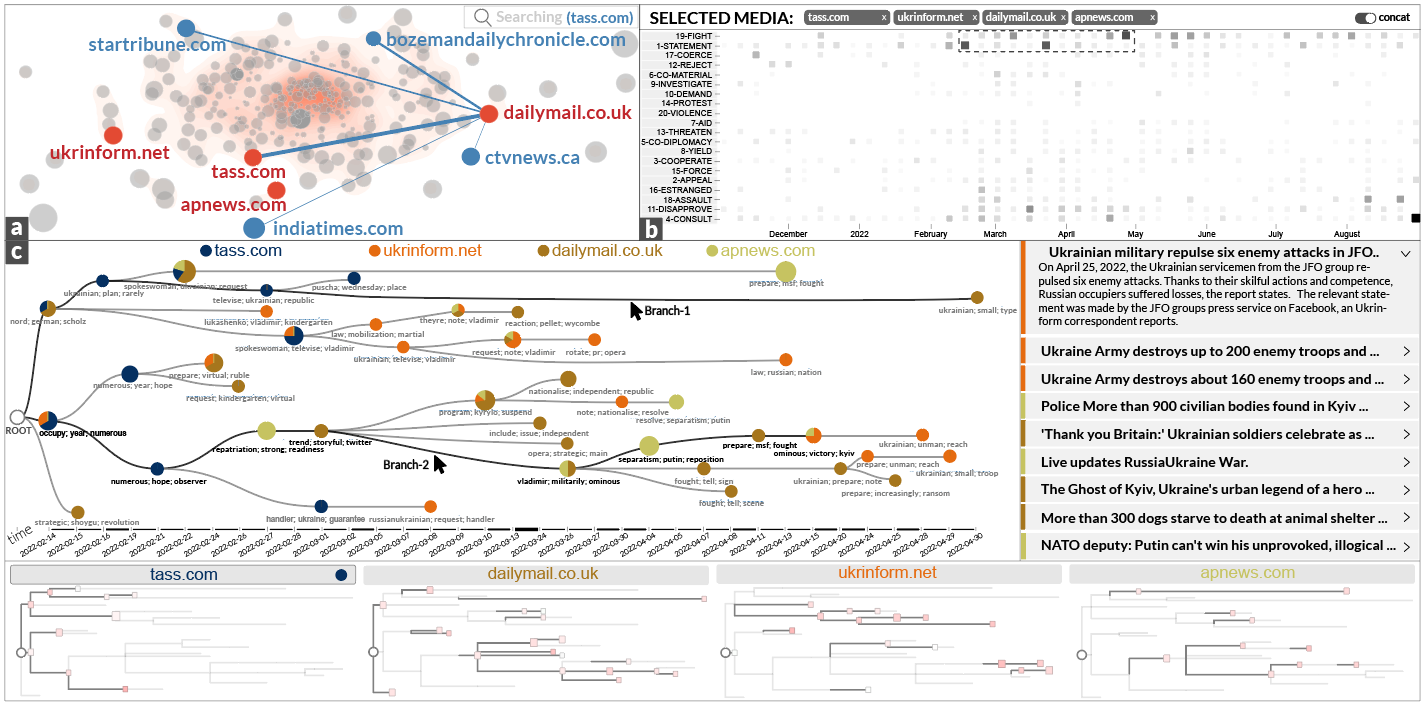 Searching (tass.com)
startribune.com
bozemandailychronicle.com
dailymail.co.uk
ukrinform.net
ctvnews.ca
tass.com
apnews.com
indiatimes.com
a
SELECTED MEDIA:
tass.com x
ukrinform.net x
dailymail.co.uk x
apnews.com x
concat
19-FIGHT
1-STATEMENT
17-COERCE
12-REJECT
6-CO-MATERIAL
9-INVESTIGATE
10-DEMAND
14-PROTEST
20-VIOLENCE
7-AID
13-THREATEN
5-CO-DIPLOMACY
8-YIELD
3-COOPERATE
15-FORCE
2-APPEAL
16-ESTRANGED
18-ASSAULT
11-DISAPPROVE
4-CONSULT
b
December 2022 February March April May June July August
c
tass.com
ukrinform.net
dailymail.co.uk
apnews.com
ukrainian; plan; rarely
spokeswoman; ukrainian; request
televise; ukrainian; republic
puscha; wednesday; place
prepare; msf; fought
ukrainian; small; type
Branch-1
nord; german; scholz
lukashenko; vladimir; kindergarten
theyre; note; vladimir
reaction; pellet; wycombe
law; mobilization; martial
spokeswoman; televise; vladimir
ukrainian; televise; vladimir
request; note; vladimir
rotate; pr; opera
law; russian; nation
prepare; virtual; ruble
numerous; year; hope
request; kindergarten; virtual
nationalise; independent; republic
program; kyrylo; suspend
note; nationalise; resolve
resolve; separatism; putin
ROOT
occupy; year; numerous
trend; storyful; twitter
repatriation; strong; readiness
include; issue; independent
opera; strategic; main
prepare; msf; fought
ukrainian; unman; reach
separatism; putin; reposition
ominous; victory; kyiv
Branch-2
prepare; unman; reach
ukrainian; small; troop
numerous; hope; observer
vladimir; militarily; ominous
fought; tell; sign
ukrainian; prepare; note
prepare; increasingly; ransom
fought; tell; scene
handler; ukraine; guarantee
russianukrainian; request; handler
strategic; shoygu; revolution
time
2022-02-14
2022-02-15
2022-02-16
2022-02-19
2022-02-21
2022-02-22
2022-02-24
2022-02-26
2022-02-27
2022-02-28
2022-03-01
2022-03-02
2022-03-05
2022-03-07
2022-03-08
2022-03-09
2022-03-10
2022-03-13
2022-03-24
2022-03-25
2022-03-26
2022-03-27
2022-03-30
2022-04-04
2022-04-05
2022-04-07
2022-04-08
2022-04-11
2022-04-13
2022-04-15
2022-04-20
2022-04-24
2022-04-25
2022-04-28
2022-04-29
2022-04-30
Ukrainian military repulse six enemy attacks in JFO..
On April 25, 2022, the Ukrainian servicemen from the JFO group re-
pulsed six enemy attacks. Thanks to their skilful actions and competence,
Russian occupiers suffered losses, the report states. The relevant state-
ment was made by the JFO groups press service on Facebook, an Ukrin-
form correspondent reports.
Ukraine Army destroys up to 200 enemy troops and ...
Ukraine Army destroys about 160 enemy troops and ...
Police More than 900 civilian bodies found in Kyiv ...
'Thank you Britain:' Ukrainian soldiers celebrate as ...
Live updates RussiaUkraine War.
The Ghost of Kyiv, Ukraine's urban legend of a hero ...
More than 300 dogs starve to death at animal shelter ...
NATO deputy: Putin can't win his unprovoked, illogical ...
tass.com
dailymail.co.uk
ukrinform.net
apnews.com